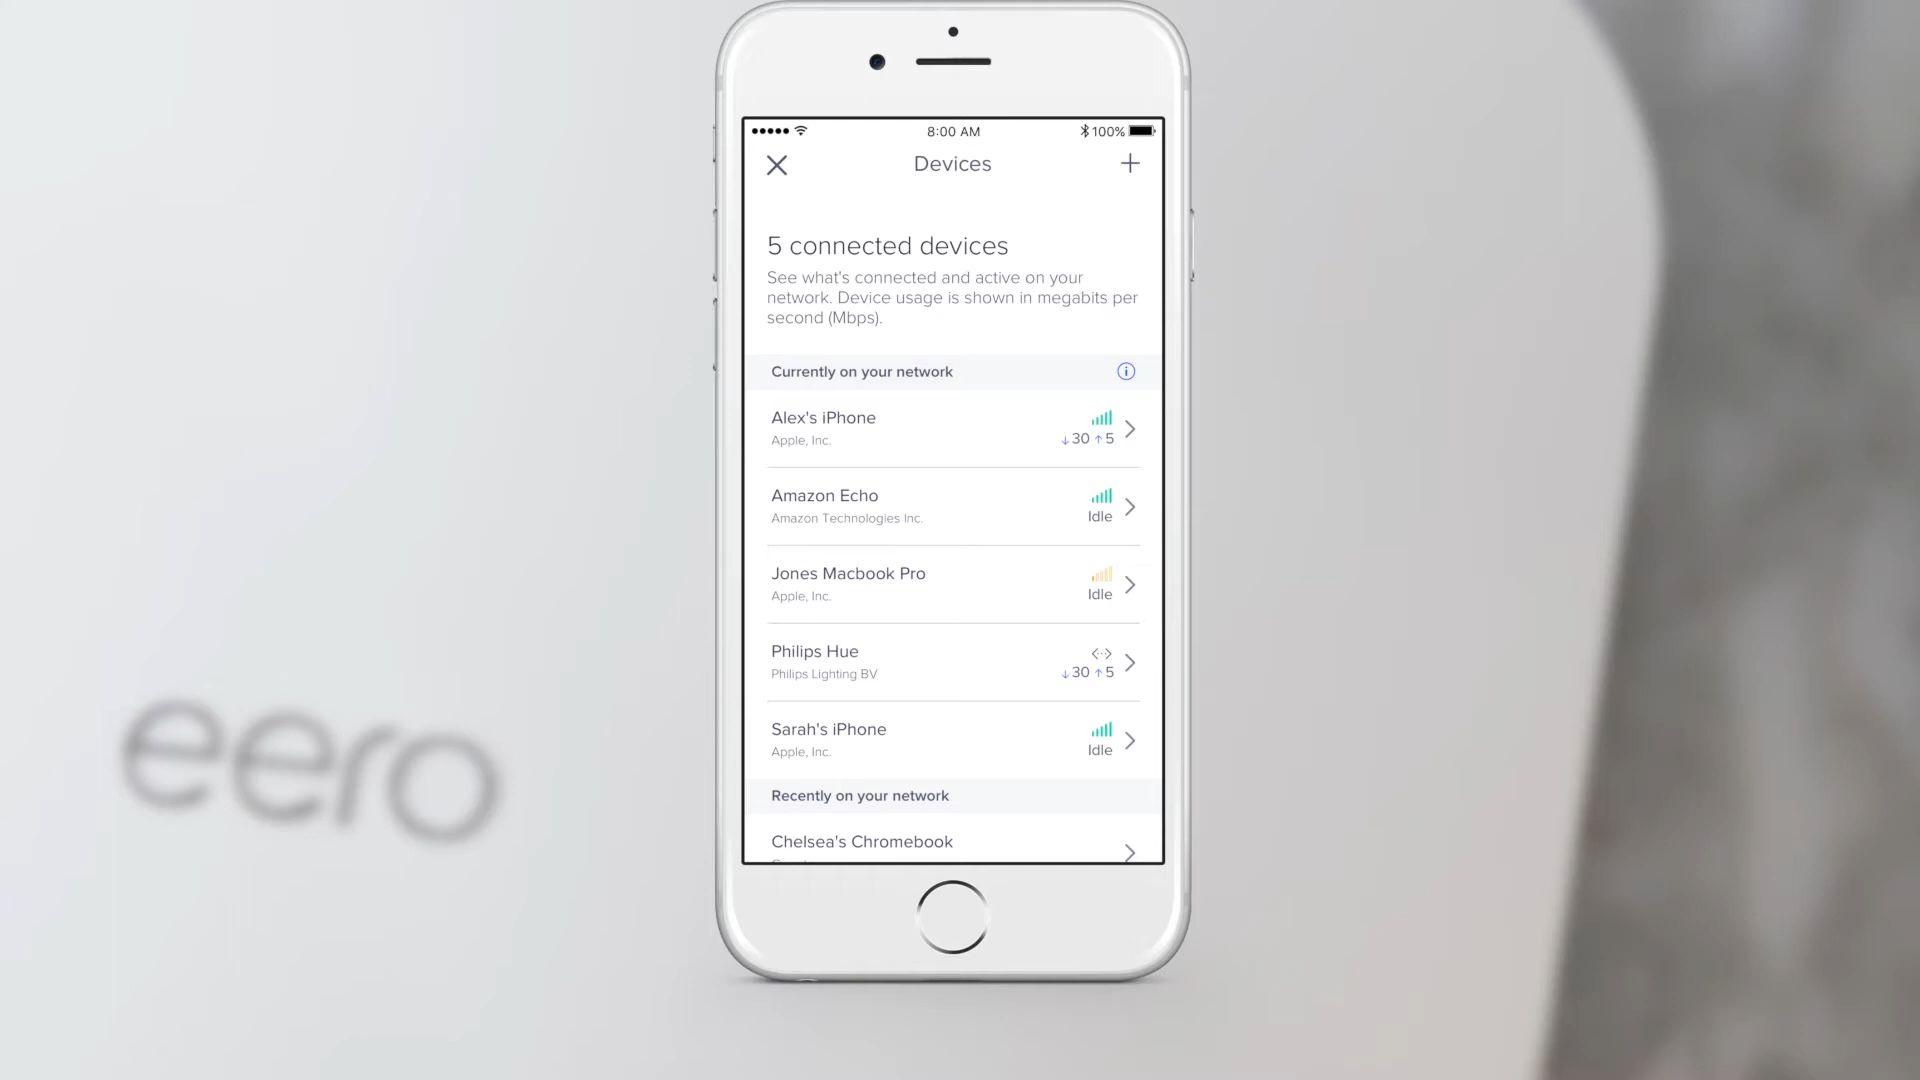 8:00 AM
100%
Devices
5 connected devices
See what's connected and active on your
network. Device usage is shown in megabits per
second (Mbps).
Currently on your network
Alex's iPhone
Apple, Inc.
↓30 ↑5
Amazon Echo
Amazon Technologies Inc.
Idle
Jones Macbook Pro
Apple, Inc.
Idle
Philips Hue
Philips Lighting BV
↓30 ↑5
Sarah's iPhone
Apple, Inc.
Idle
Recently on your network
Chelsea's Chromebook
eero